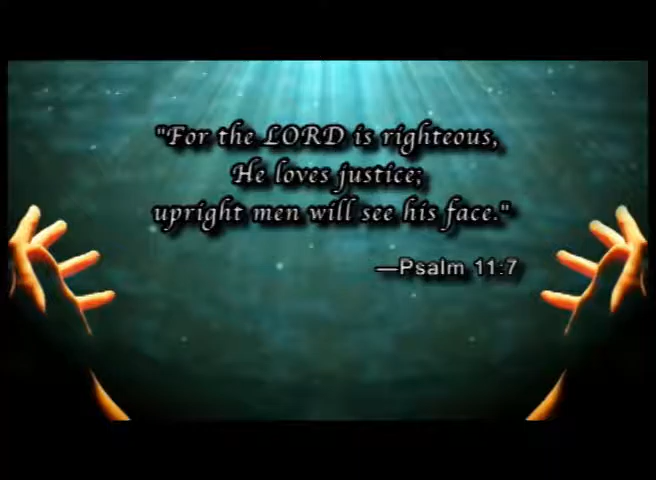 "For the LORD is righteous,
He loves justice;
upright men will see his face."
—Psalm 11:7